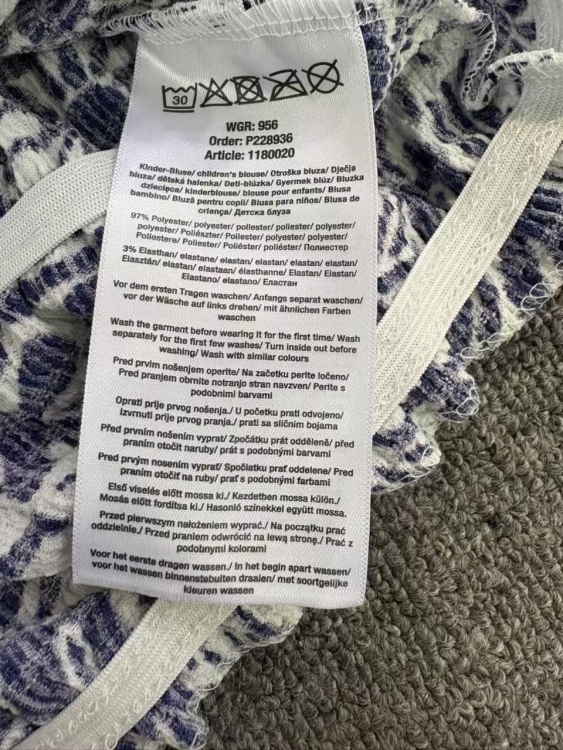 30
WGR: 956
Order: P228936
Article: 1180020
Kinder-Bluse/ children's blouse/ Otroška bluza/ Dječja
bluza/ dětská halenka/ Deti-blúzka/ Gyermek blúz/ Bluzka
dziecięca/ kinderblouse/ blouse pour enfants/ Blusa
bambino/ Bluză pentru copii/ Blusa para niños/ Blusa de
criença/ Детска блуза
97% Polyester/ polyester/ poliester/ poliester/ polyester/
polyester/ Poliészter/ Poliester/ polyester/ polyester/
Poliestere/ Poliester/ Poliéster/ poliéster/ Полиестер
3% Elasthan/ elastane/ elastan/ elastan/ elastan/ elastan/
Elasztán/ elastan/ elastaan/ élasthanne/ Elastan/ Elastan/
Elastano/ elastano/ Еластан
Vor dem ersten Tragen waschen/ Anfangs separat waschen/
vor der Wäsche auf links drehen/ mit ähnlichen Farben
waschen
Wash the garment before wearing it for the first time/ Wash
separately for the first few washes/ Turn inside out before
washing/ Wash with similar colours
Pred prvim nošenjem operite/ Na začetku perite ločeno/
Pred pranjem obrnite notranjo stran navzven/ Perite s
podobnimi barvami
Oprati prije prvog nošenja./ U početku prati odvojeno/
izvrnuti prije prvog pranja./ prati sa sličnim bojama
Před prvním nošením vyprat/ Zpočátku prát odděleně/ před
praním otočit naruby/ prát s podobnými barvami
Pred prvým nosením vyprať/ Spočiatku prať oddelene/ Pred
praním otočiť na ruby/ prať s podobnými farbami
Első viselés előtt mossa ki./ Kezdetben mossa külön./
Mosás előtt fordítsa ki./ Hasonló színekkel együtt mossa.
Przed pierwszym nałożeniem wyprać./ Na początku prać
oddzielnie./ Przed praniem odwrócić na lewą stronę./ Prać z
podobnymi kolorami
Voor het eerste dragen wassen./ In het begin apart wassen/
voor het wassen binnenstebuiten draaien/ met soortgelijke
kleuren wassen